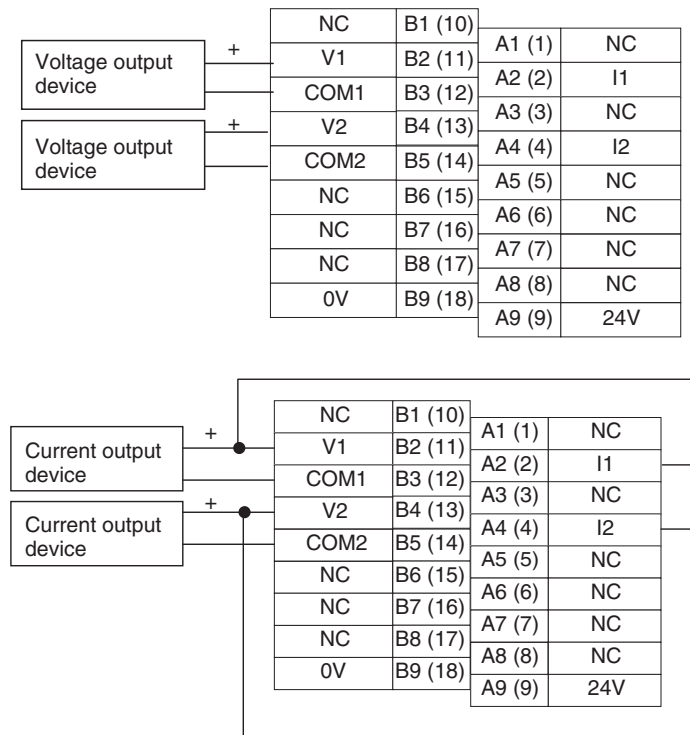 Voltage output
device
+
Voltage output
device
+
NC B1 (10)
V1 B2 (11)
COM1 B3 (12)
V2 B4 (13)
COM2 B5 (14)
NC B6 (15)
NC B7 (16)
NC B8 (17)
0V B9 (18)
A1 (1) NC
A2 (2) I1
A3 (3) NC
A4 (4) I2
A5 (5) NC
A6 (6) NC
A7 (7) NC
A8 (8) NC
A9 (9) 24V
Current output
device
+
Current output
device
+
NC B1 (10)
V1 B2 (11)
COM1 B3 (12)
V2 B4 (13)
COM2 B5 (14)
NC B6 (15)
NC B7 (16)
NC B8 (17)
0V B9 (18)
A1 (1) NC
A2 (2) I1
A3 (3) NC
A4 (4) I2
A5 (5) NC
A6 (6) NC
A7 (7) NC
A8 (8) NC
A9 (9) 24V